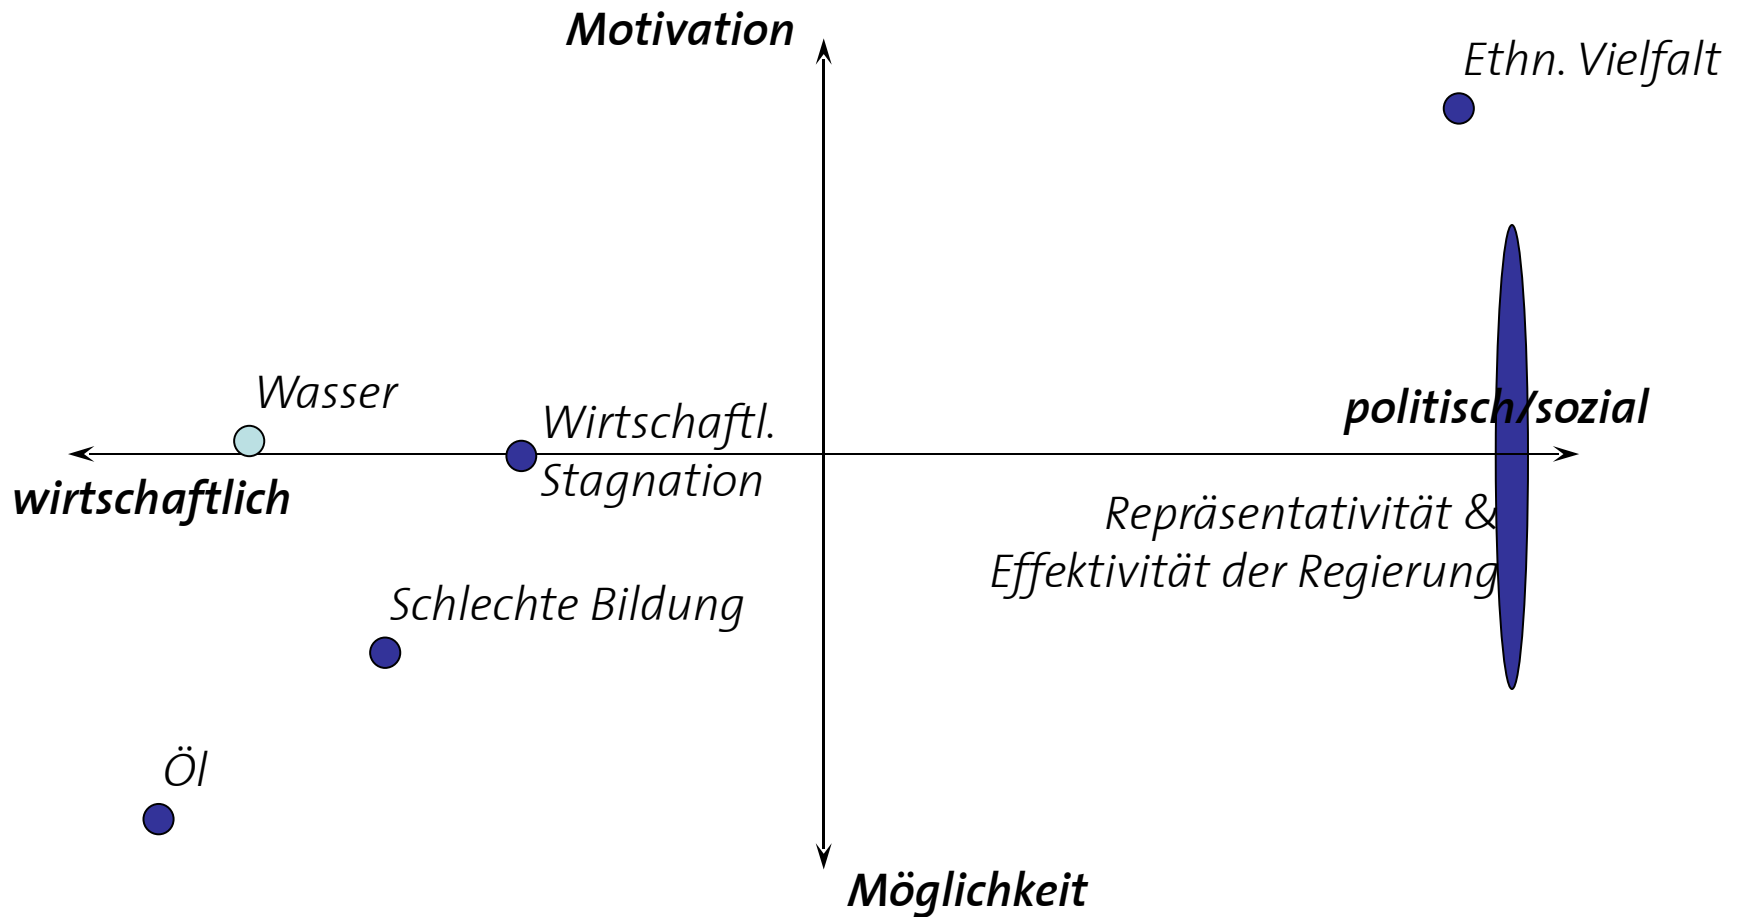 Motivation
Ethn. Vielfalt
Wasser
Wirtschaftl.
Stagnation
politisch/sozial
wirtschaftlich
Repräsentativität &
Effektivität der Regierung
Schlechte Bildung
Öl
Möglichkeit